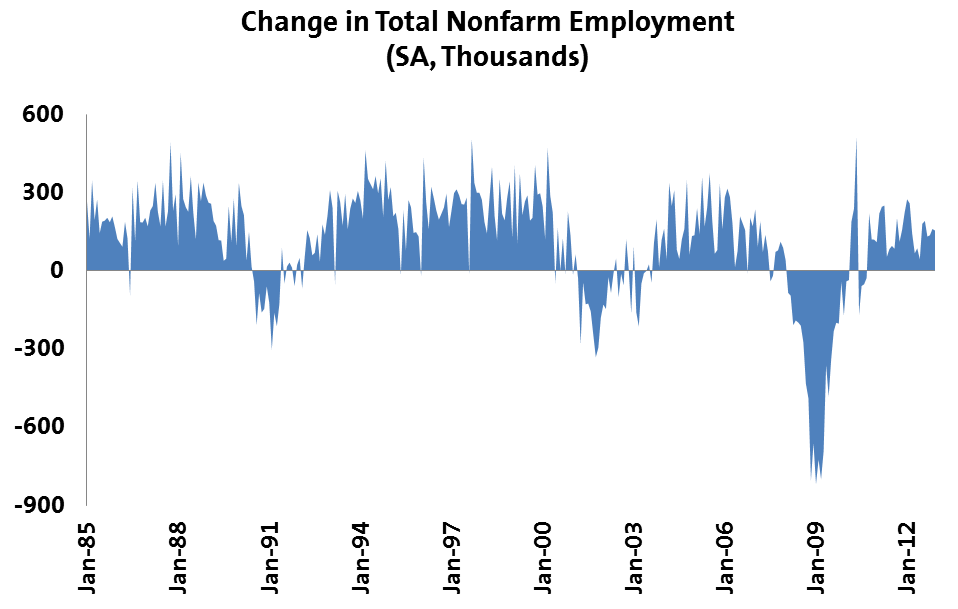 Change in Total Nonfarm Employment
(SA, Thousands)
600
300
0
-300
-600
-900
Jan-85
Jan-88
Jan-91
Jan-94
Jan-97
Jan-00
Jan-03
Jan-06
Jan-09
Jan-12